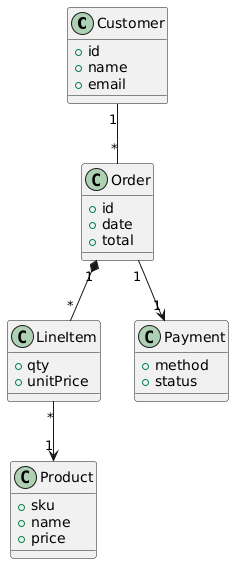 C Customer
id
name
email
1
*
C Order
id
date
total
1
1
*
1
C LineItem
qty
unitPrice
C Payment
method
status
*
1
C Product
sku
name
price